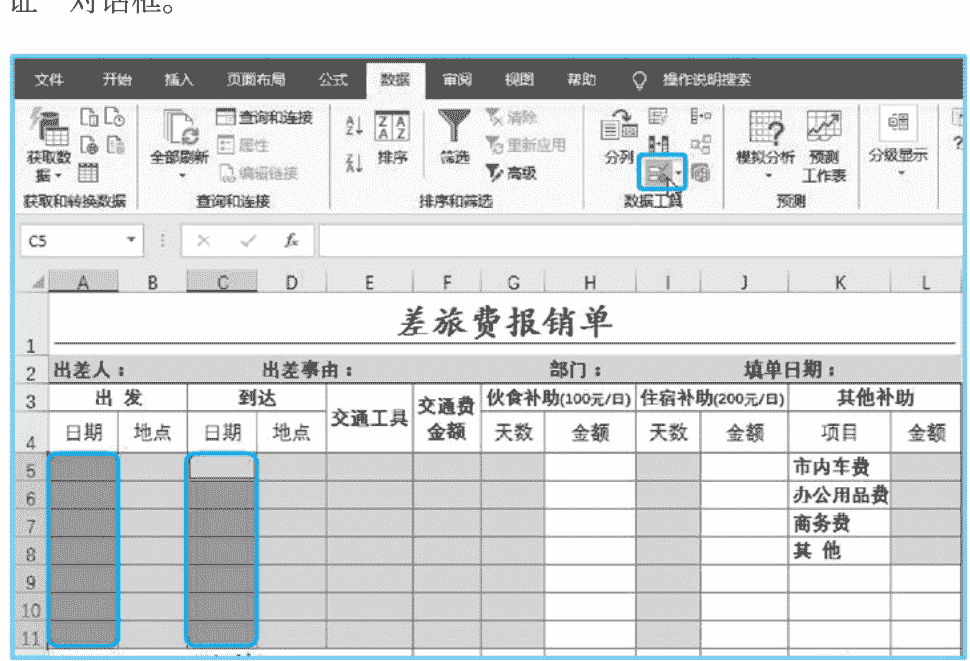 证”对话框。
文件 开始 插入 页面布局 公式 数据 审阅 视图 帮助 操作说明搜索
查询和连接 清除
属性 重新应用
获取数据 全部刷新 编辑链接 排序 筛选 高级 分列 模拟分析 预测工作表 分级显示
获取和转换数据 查询和连接 排序和筛选 数据工具 预测
C5 fx
A B C D E F G H I J K L
1 差旅费报销单
2 出差人： 出差事由： 部门： 填单日期：
3 出 发 到达 交通工具 交通费金额 伙食补助(100元/日) 住宿补助(200元/日) 其他补助
4 日期 地点 日期 地点 天数 金额 天数 金额 项目 金额
5 市内车费
6 办公用品费
7 商务费
8 其 他
9
10
11